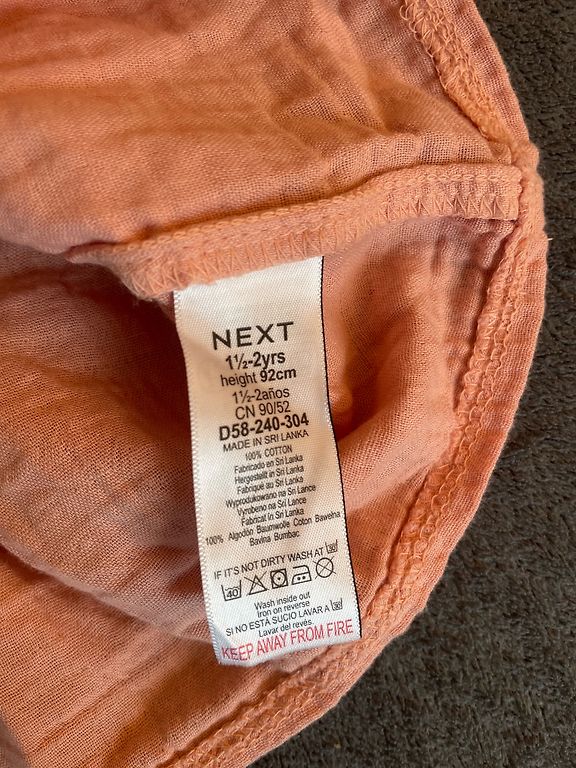 NEXT
1½-2yrs
height 92cm
1½-2años
CN 90/52
D58-240-304
MADE IN SRI LANKA
100% COTTON
Fabricado en Sri Lanka
Hergestellt in Sri Lanka
Fabriqué au Sri Lanka
Wyprodukowano na Sri Lance
Vyrobeno na Sri Lance
Fabricat în Sri Lanka
100% Algodón Baumwolle Coton Bawełna
Bavlna Bumbac
IF IT'S NOT DIRTY WASH AT 30
40
Wash inside out
Iron on reverse
SI NO ESTÁ SUCIO LAVAR A 30
Lavar del revés.
KEEP AWAY FROM FIRE